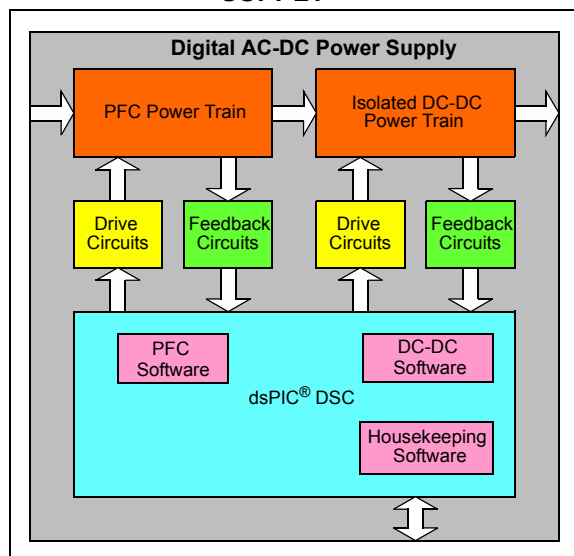 Digital AC-DC Power Supply
PFC Power Train
Isolated DC-DC
Power Train
Drive
Circuits
Feedback
Circuits
Drive
Circuits
Feedback
Circuits
PFC
Software
DC-DC
Software
dsPIC® DSC
Housekeeping
Software